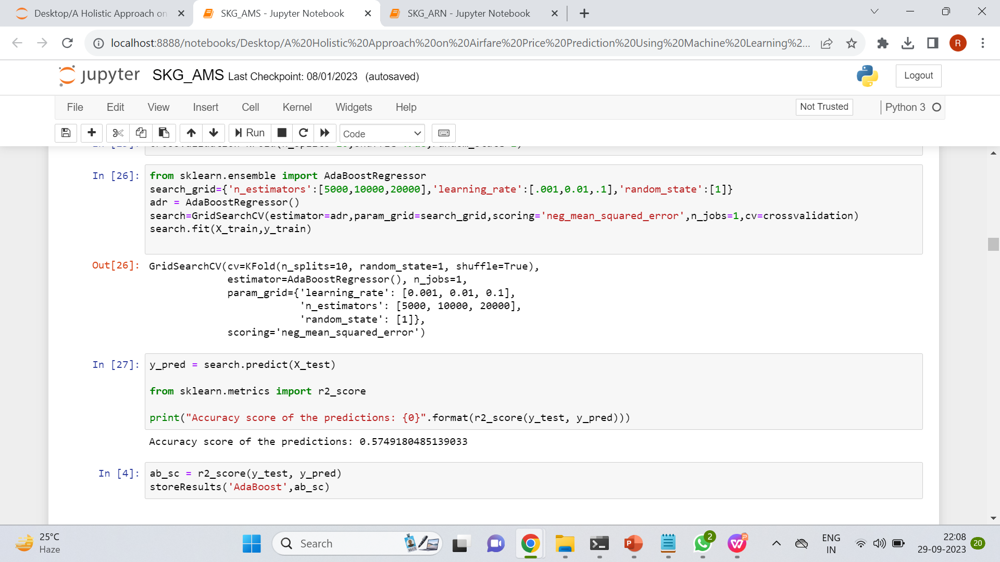 Desktop/A Holistic Approach on
SKG_AMS - Jupyter Notebook
SKG_ARN - Jupyter Notebook
localhost:8888/notebooks/Desktop/A%20Holistic%20Approach%20on%20Airfare%20Price%20Prediction%20Using%20Machine%20Learning%2...
R
jupyter SKG_AMS Last Checkpoint: 08/01/2023 (autosaved)
Logout
File Edit View Insert Cell Kernel Widgets Help
Not Trusted
Python 3
Run
Code
In [26]:
from sklearn.ensemble import AdaBoostRegressor
search_grid={'n_estimators':[5000,10000,20000],'learning_rate':[.001,0.01,.1],'random_state':[1]}
adr = AdaBoostRegressor()
search=GridSearchCV(estimator=adr,param_grid=search_grid,scoring='neg_mean_squared_error',n_jobs=1,cv=crossvalidation)
search.fit(X_train,y_train)
Out[26]: GridSearchCV(cv=KFold(n_splits=10, random_state=1, shuffle=True),
estimator=AdaBoostRegressor(), n_jobs=1,
param_grid={'learning_rate': [0.001, 0.01, 0.1],
'n_estimators': [5000, 10000, 20000],
'random_state': [1]},
scoring='neg_mean_squared_error')
In [27]: y_pred = search.predict(X_test)
from sklearn.metrics import r2_score
print("Accuracy score of the predictions: {0}".format(r2_score(y_test, y_pred)))
Accuracy score of the predictions: 0.5749180485139033
In [4]: ab_sc = r2_score(y_test, y_pred)
storeResults('AdaBoost',ab_sc)
25°C
Haze
Search
2
ENG
IN
22:08
29-09-2023
20